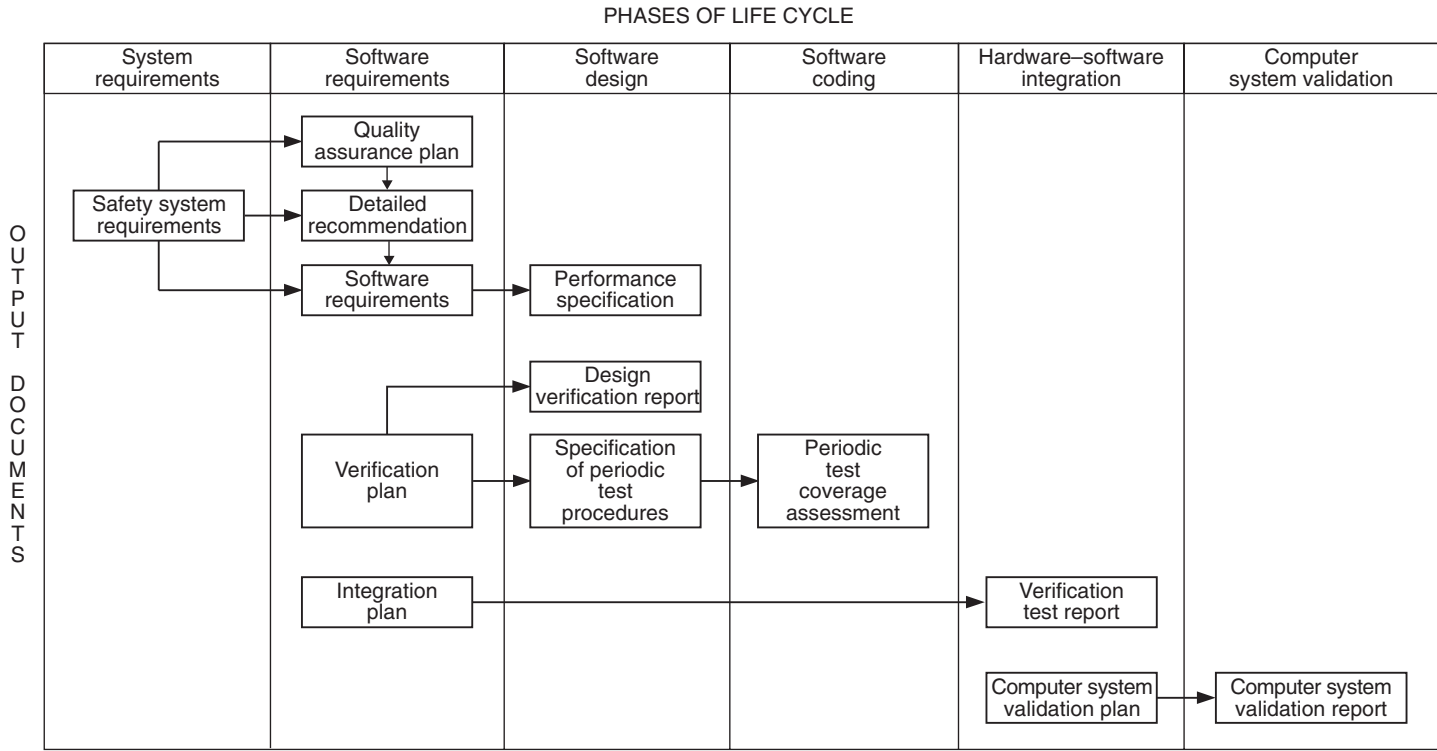 PHASES OF LIFE CYCLE
System
requirements
Software
requirements
Software
design
Software
coding
Hardware–software
integration
Computer
system validation
OUTPUT DOCUMENTS
Quality
assurance plan
Safety system
requirements
Detailed
recommendation
Software
requirements
Performance
specification
Design
verification report
Verification
plan
Specification
of periodic
test
procedures
Periodic
test
coverage
assessment
Integration
plan
Verification
test report
Computer system
validation plan
Computer system
validation report